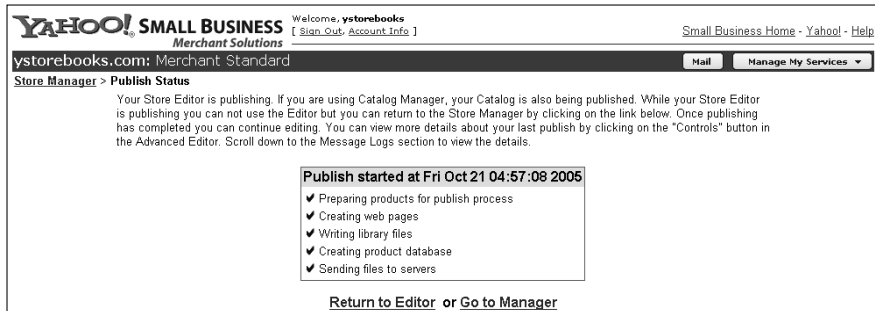 YAHOO! SMALL BUSINESS
Merchant Solutions
Welcome, ystorebooks
[ Sign Out, Account Info ]
Small Business Home - Yahoo! - Help
ystorebooks.com: Merchant Standard
Mail
Manage My Services
Store Manager > Publish Status
Your Store Editor is publishing. If you are using Catalog Manager, your Catalog is also being published. While your Store Editor
is publishing you can not use the Editor but you can return to the Store Manager by clicking on the link below. Once publishing
has completed you can continue editing. You can view more details about your last publish by clicking on the "Controls" button in
the Advanced Editor. Scroll down to the Message Logs section to view the details.
Publish started at Fri Oct 21 04:57:08 2005
✔ Preparing products for publish process
✔ Creating web pages
✔ Writing library files
✔ Creating product database
✔ Sending files to servers
Return to Editor or Go to Manager